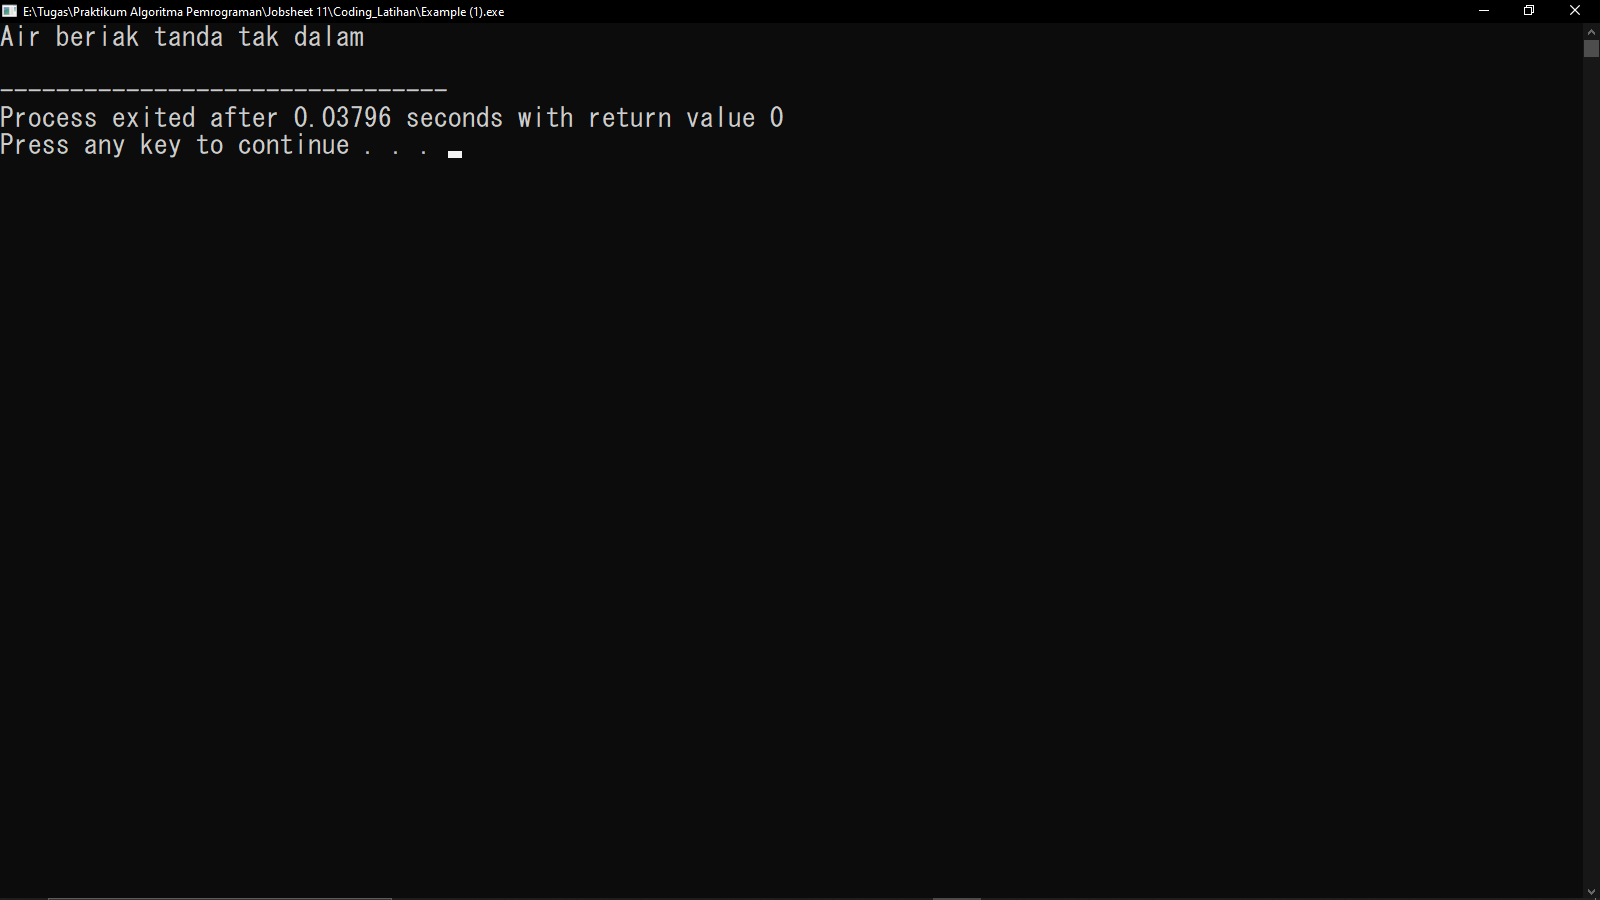 E:\Tugas\Praktikum Algoritma Pemrograman\Jobsheet 11\Coding_Latihan\Example (1).exe
Air beriak tanda tak dalam
--------------------------------
Process exited after 0.03796 seconds with return value 0
Press any key to continue . . .